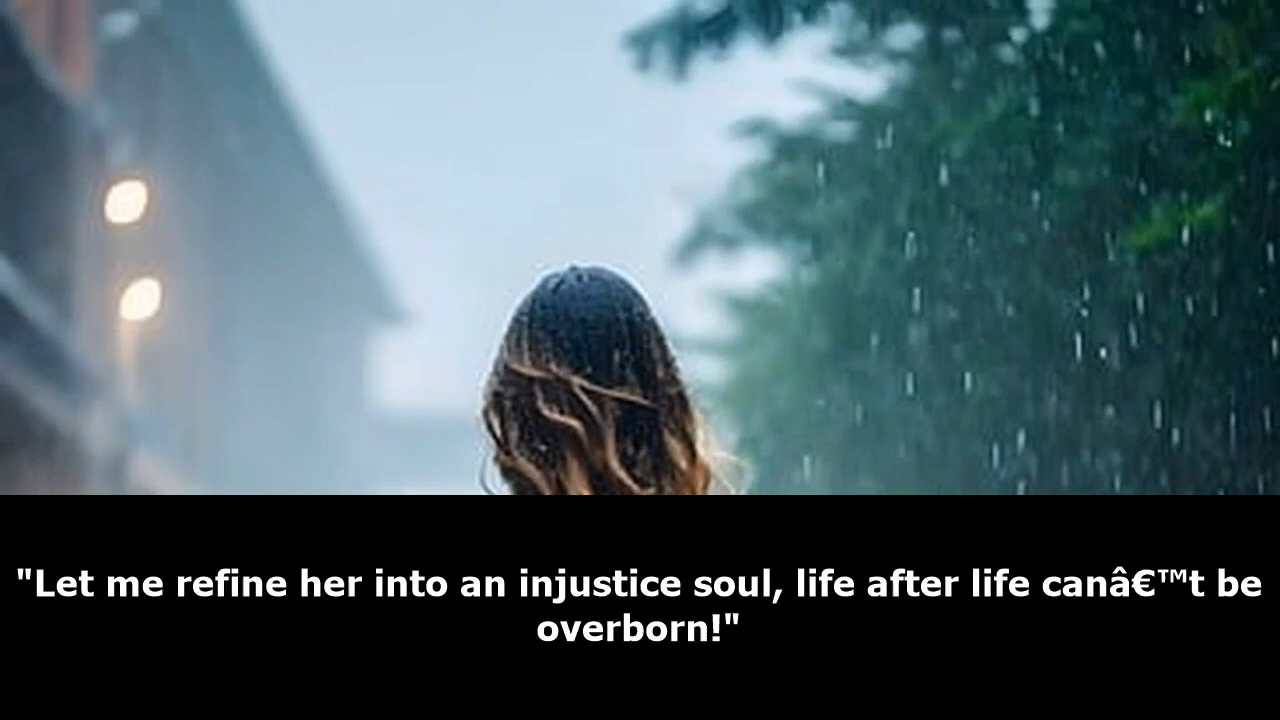 "Let me refine her into an injustice soul, life after life canâ€™t be
overborn!"